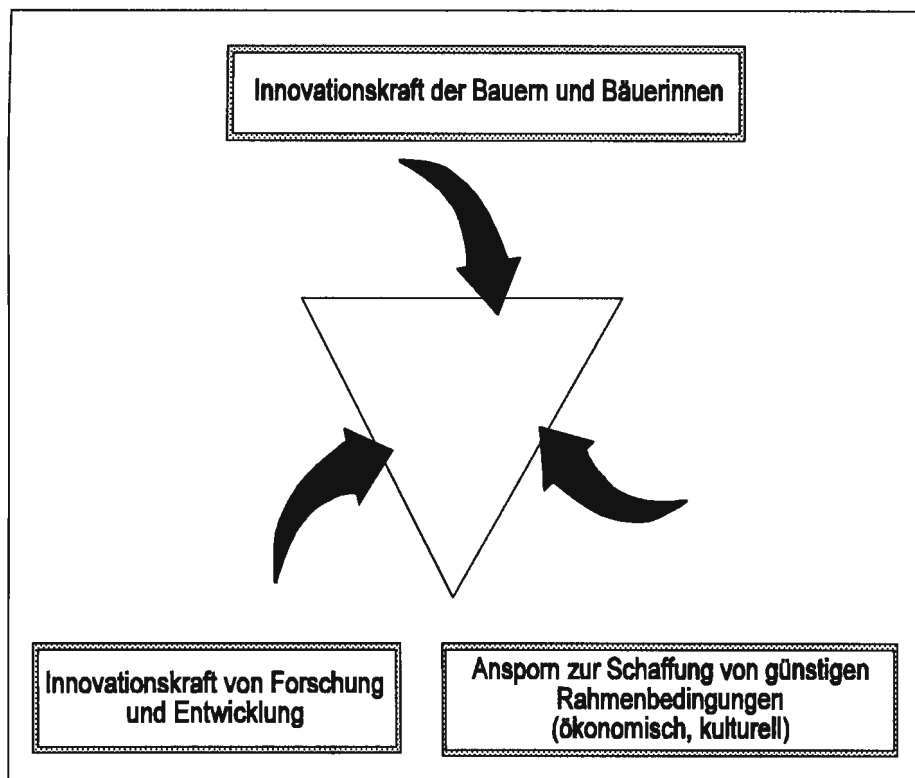 Innovationskraft der Bauern und Bäuerinnen
Innovationskraft von Forschung
und Entwicklung
Ansporn zur Schaffung von günstigen
Rahmenbedingungen
(ökonomisch, kulturell)